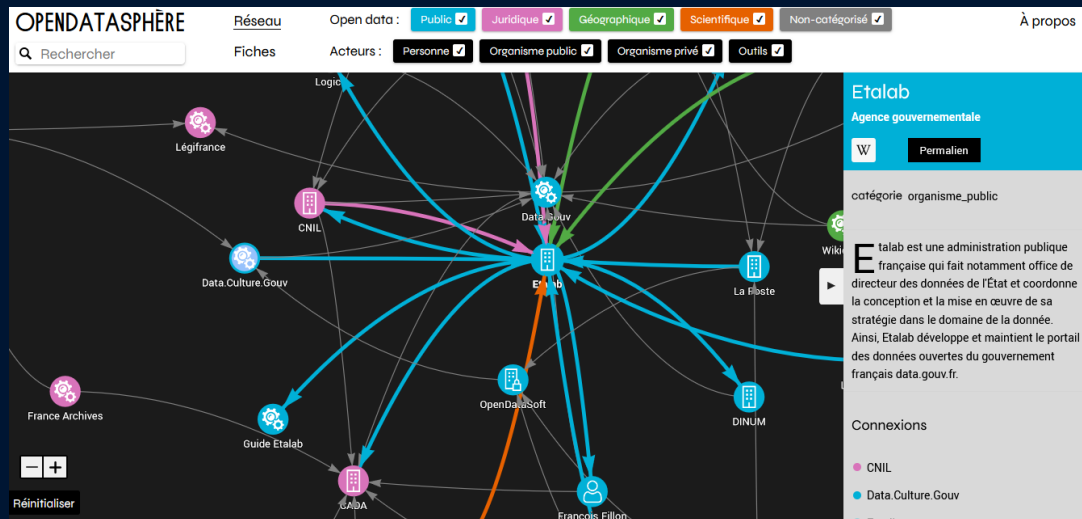 OPENDATASPHÈRE
Réseau
Open data :
Public
Juridique
Géographique
Scientifique
Non-catégorisé
À propos
Rechercher
Fiches
Acteurs :
Personne
Organisme public
Organisme privé
Outils
Logic
Légifrance
Data.Gouv
CNIL
Data.Culture.Gouv
Etalab
La Poste
Wiki
France Archives
OpenDataSoft
DINUM
Guide Etalab
CADA
François Fillon
Réinitialiser
Etalab
Agence gouvernementale
W
Permalien
catégorie organisme_public
Etalab est une administration publique
française qui fait notamment office de
directeur des données de l'État et coordonne
la conception et la mise en œuvre de sa
stratégie dans le domaine de la donnée.
Ainsi, Etalab développe et maintient le portail
des données ouvertes du gouvernement
français data.gouv.fr.
Connexions
CNIL
Data.Culture.Gouv